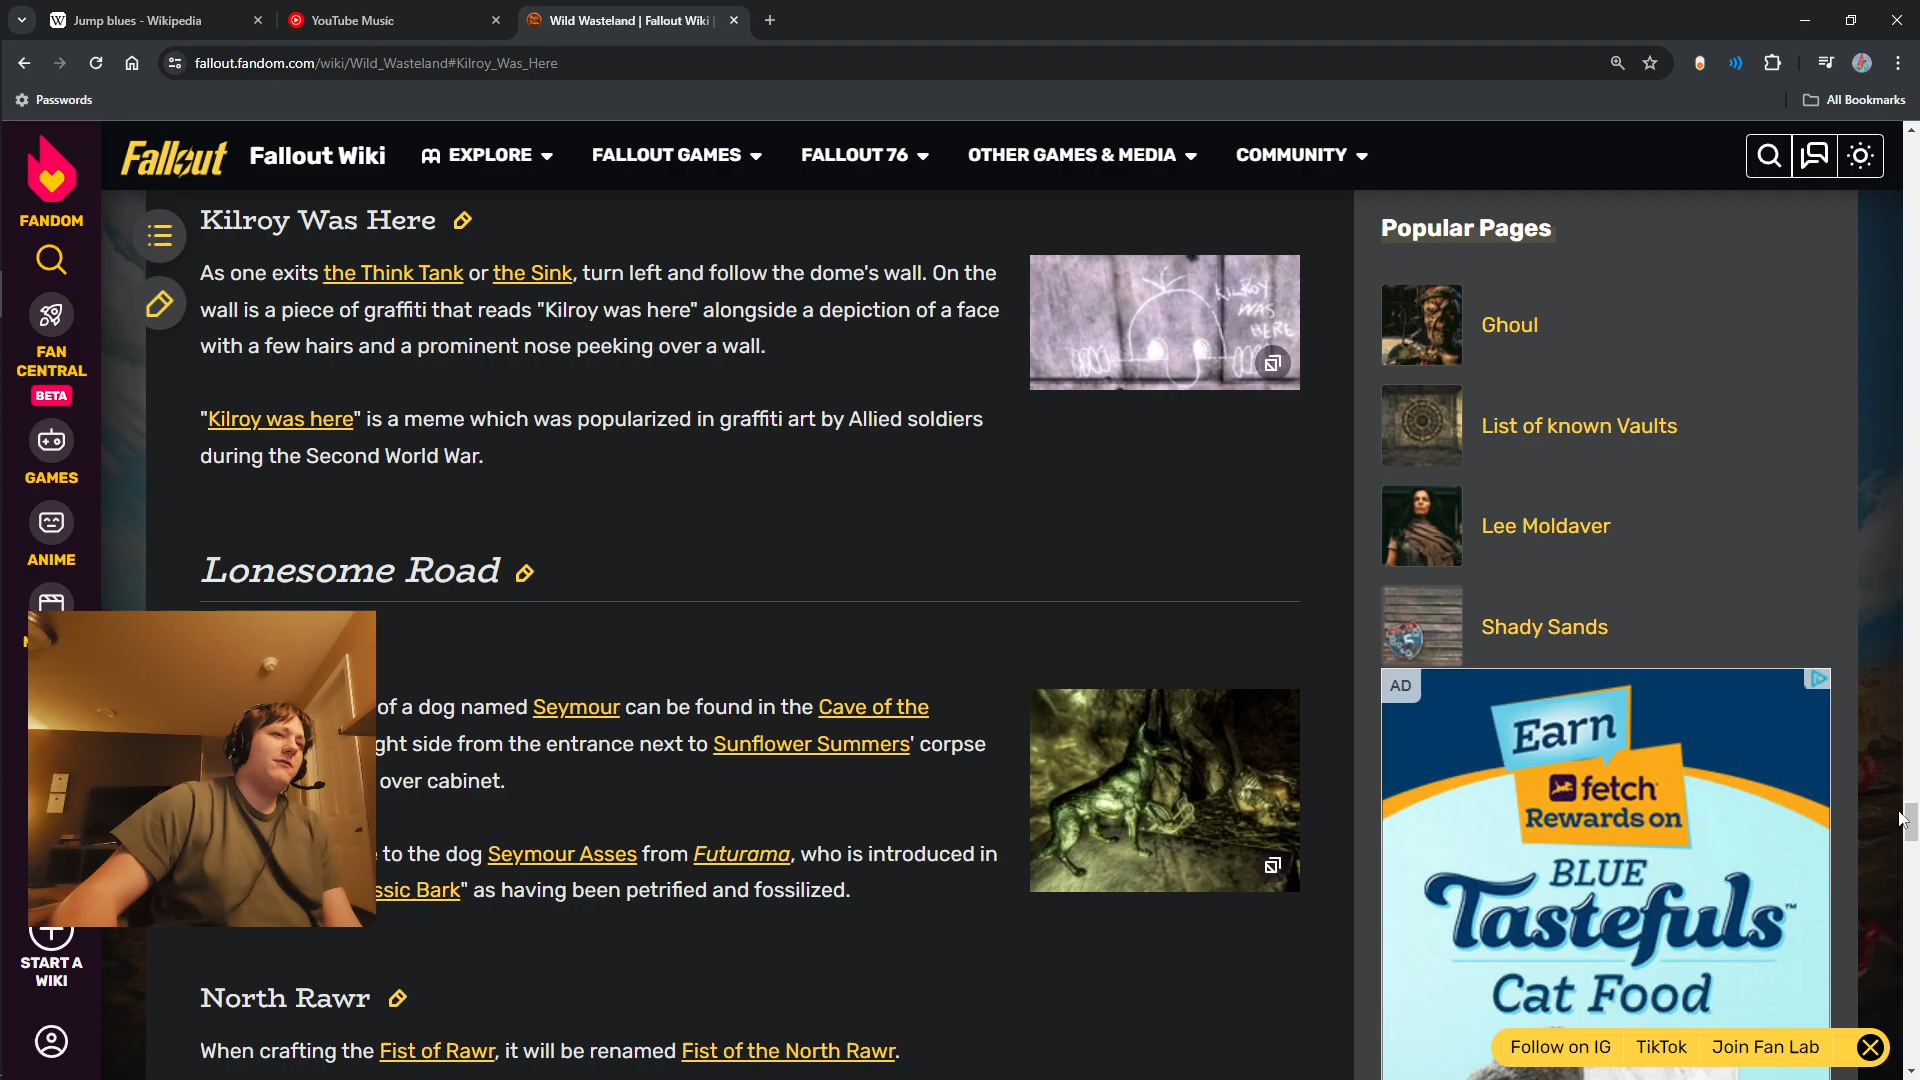 Jump blues - Wikipedia
YouTube Music
Wild Wasteland | Fallout Wiki |
fallout.fandom.com/wiki/Wild_Wasteland#Kilroy_Was_Here
Passwords
All Bookmarks
FANDOM
FAN CENTRAL
BETA
GAMES
ANIME
START A WIKI
Fallout
Fallout Wiki
EXPLORE
FALLOUT GAMES
FALLOUT 76
OTHER GAMES & MEDIA
COMMUNITY
Kilroy Was Here
As one exits the Think Tank or the Sink, turn left and follow the dome's wall. On the
wall is a piece of graffiti that reads "Kilroy was here" alongside a depiction of a face
with a few hairs and a prominent nose peeking over a wall.
KILROY
WAS
HERE
"Kilroy was here" is a meme which was popularized in graffiti art by Allied soldiers
during the Second World War.
Lonesome Road
of a dog named Seymour can be found in the Cave of the
ght side from the entrance next to Sunflower Summers' corpse
over cabinet.
to the dog Seymour Asses from Futurama, who is introduced in
ssic Bark" as having been petrified and fossilized.
North Rawr
When crafting the Fist of Rawr, it will be renamed Fist of the North Rawr.
Popular Pages
Ghoul
List of known Vaults
Lee Moldaver
Shady Sands
AD
Earn
fetch
Rewards on
BLUE
Tastefuls™
Cat Food
Follow on IG
TikTok
Join Fan Lab